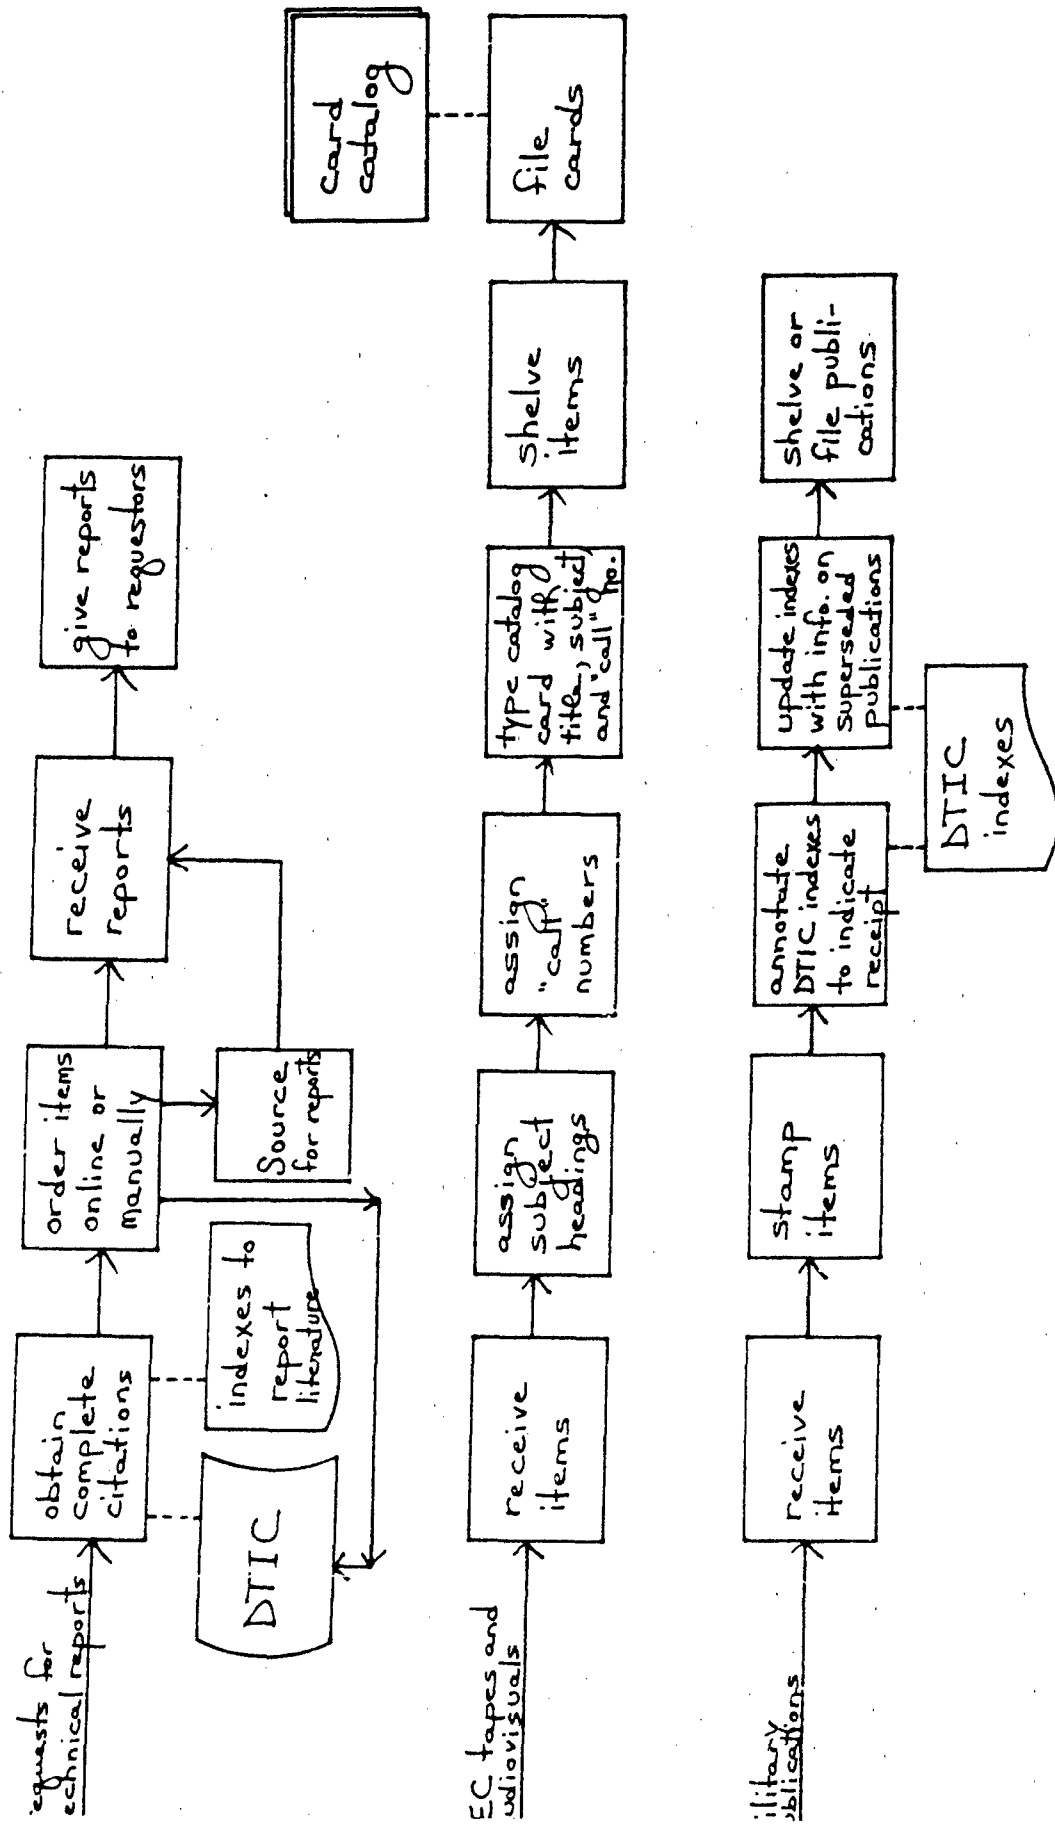 equests for
echnical reports
obtain
complete
citations
order items
online or
manually
receive
reports
give reports
to requestors
DTIC
indexes to
report
literature
Source
for reports
EC tapes and
udiovisuals
receive
items
assign
subject
headings
assign
"call"
numbers
type catalog
card with
title, subject,
and "call" no.
shelve
items
file
cards
card
catalog
ilitary
blications
receive
items
stamp
items
annotate
DTIC indexes
to indicate
receipt
update indexes
with info. on
superseded
publications
shelve or
file publi-
cations
DTIC
indexes